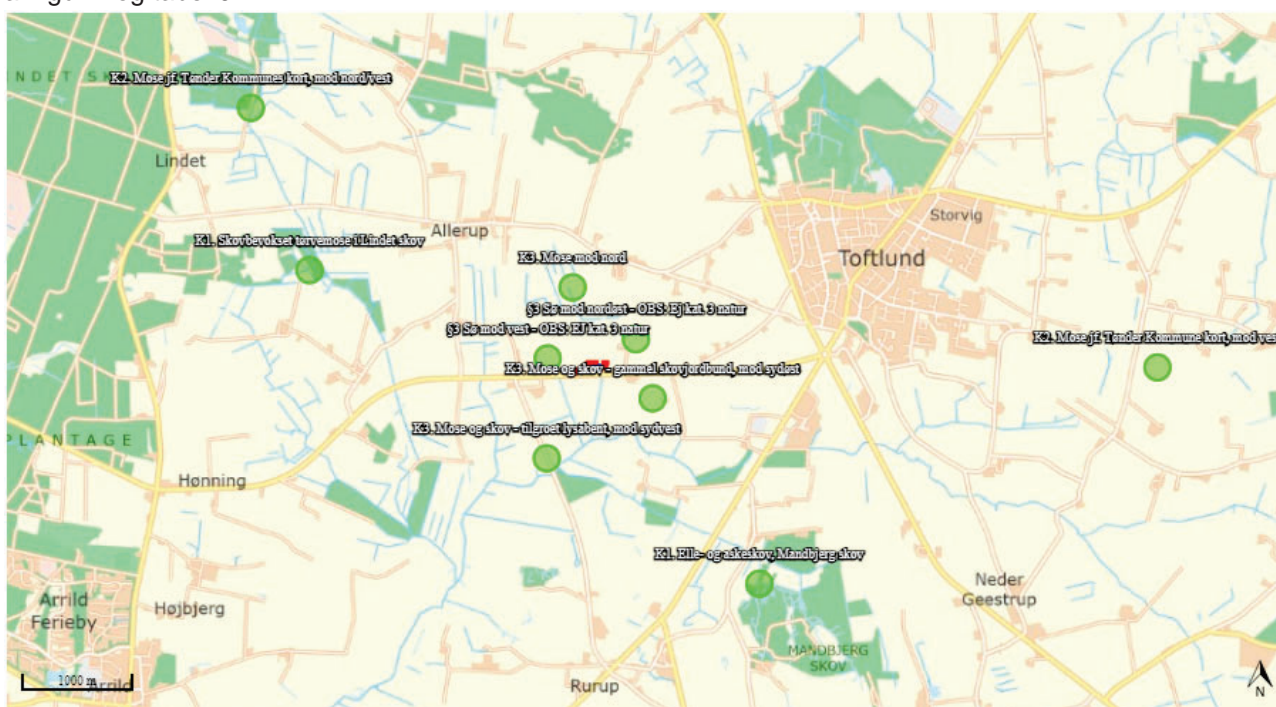 K2. Mose jf. Tønder Kommunes kort, mod nord/vest
LINDET SK
Lindet
Storvig
Allerup
K1. Skovbevokset tørvemose i Lindet skov
Toftlund
K3. Mose mod nord
§3 Sø mod nordøst - OBS: Ej kat. 3 natur
§3 Sø mod vest - OBS: EJ kat. 3 natur
K2. Mose jf. Tønder Kommune kort, mod vest
K3. Mose og skov - gammel skovjordbund, mod sydøst
K3. Mose og skov - tilgroet lysåbent, mod sydvest
PLANTAGE
Hønning
K1. Elle- og askeskov, Mandbjerg skov
Neder
Geestrup
Arrild
Ferieby
Højbjerg
MANDBJERG
SKOV
1000 m
Arrild
Rurup
N